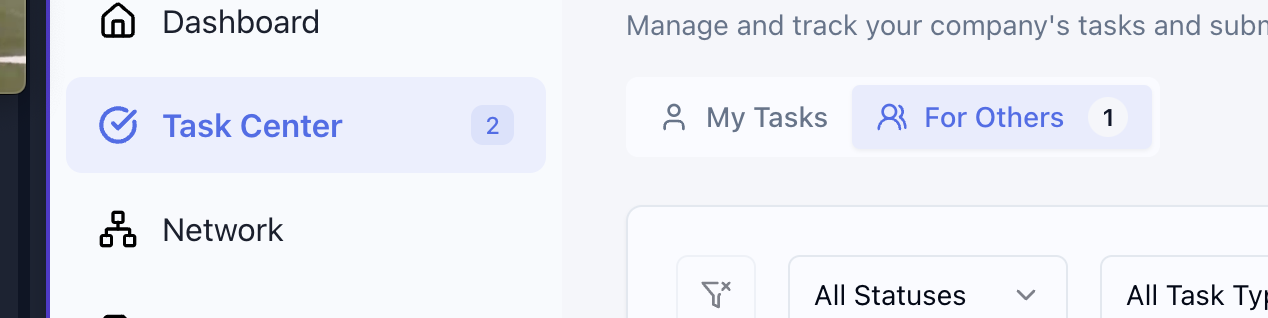 Dashboard
Task Center 2
Network
Manage and track your company's tasks and subm
My Tasks For Others 1
All Statuses All Task Typ